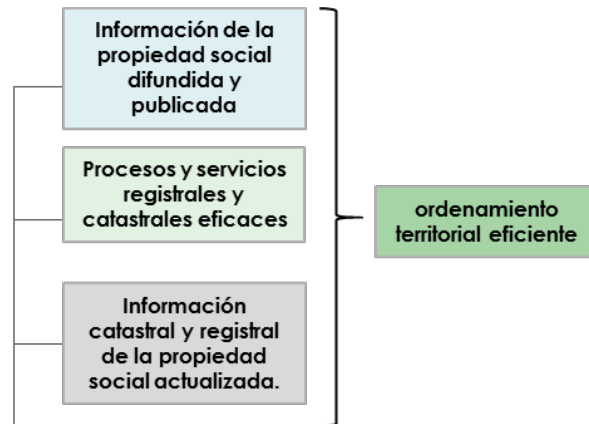 Información de la
propiedad social
difundida y
publicada
Procesos y servicios
registrales y
catastrales eficaces
ordenamiento
territorial eficiente
Información
catastral y registral
de la propiedad
social actualizada.